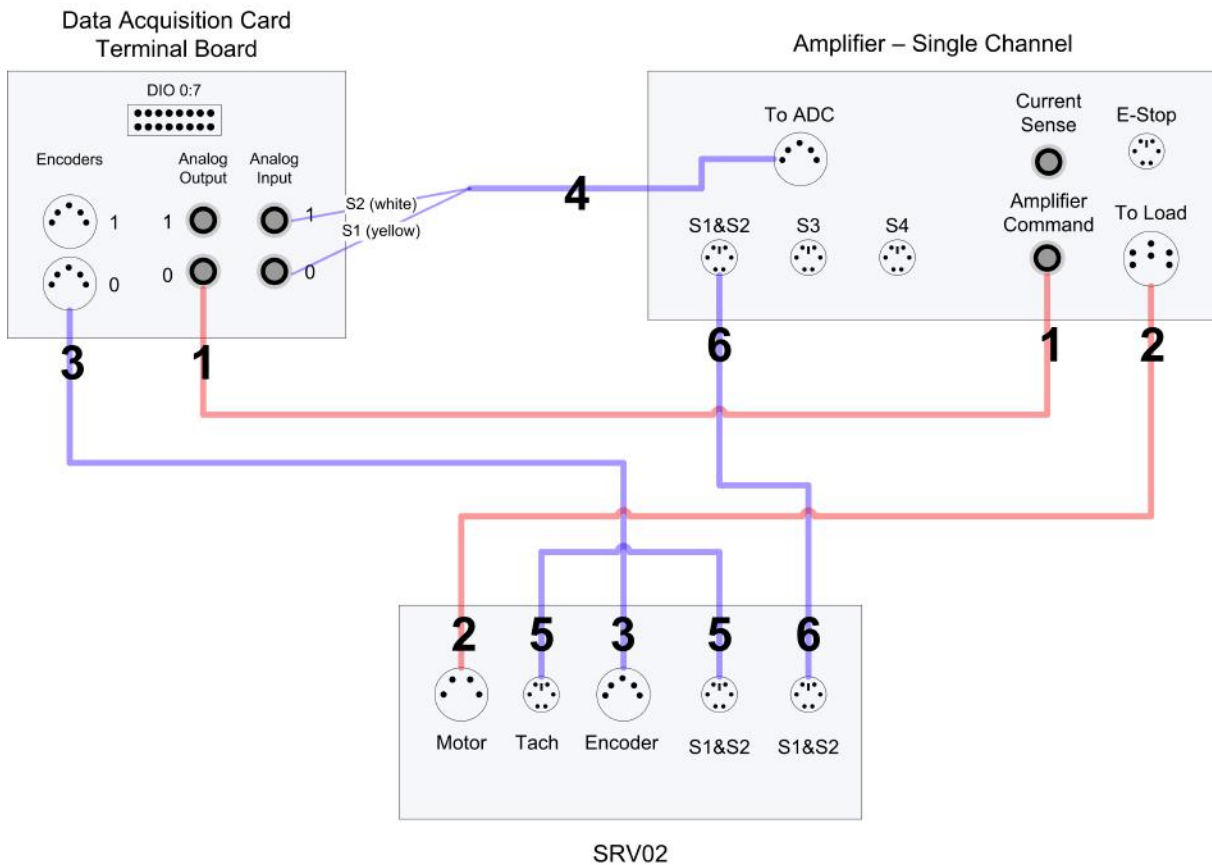 Data Acquisition Card
Terminal Board
DIO 0:7
Encoders
Analog
Output
Analog
Input
1
1
1
0
0
0
S2 (white)
S1 (yellow)
4
3
1
Amplifier – Single Channel
To ADC
Current
Sense
E-Stop
S1&S2
S3
S4
Amplifier
Command
To Load
6
1
2
2
5
3
5
6
Motor
Tach
Encoder
S1&S2
S1&S2
SRV02